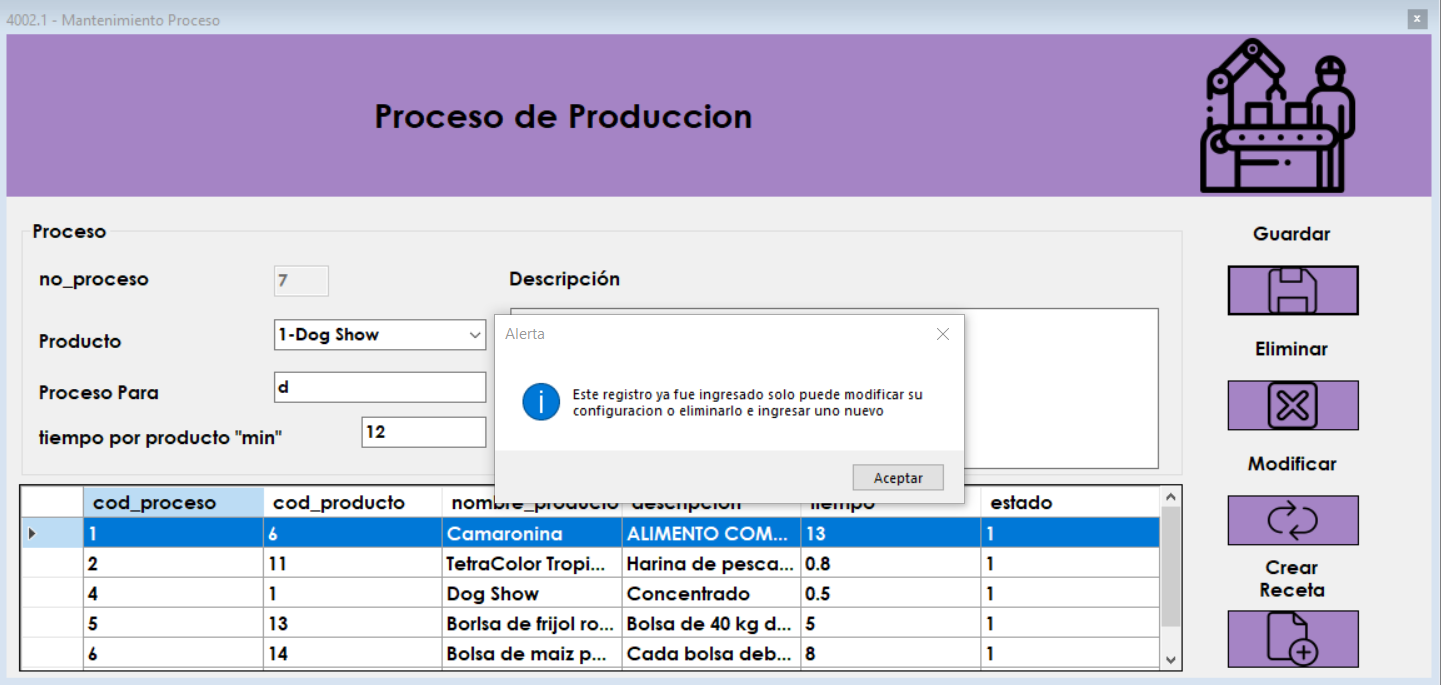 4002.1 - Mantenimiento Proceso
x
Proceso de Produccion
Proceso
no_proceso
7
Descripción
Producto
1-Dog Show
Proceso Para
d
tiempo por producto "min"
12
Alerta
Este registro ya fue ingresado solo puede modificar su
configuracion o eliminarlo e ingresar uno nuevo
Aceptar
Guardar
Eliminar
Modificar
Crear
Receta
cod_proceso cod_producto nombre_producto descripcion tiempo estado
1 6 Camaronina ALIMENTO COM... 13 1
2 11 TetraColor Tropi... Harina de pesca... 0.8 1
4 1 Dog Show Concentrado 0.5 1
5 13 Borlsa de frijol ro... Bolsa de 40 kg d... 5 1
6 14 Bolsa de maiz p... Cada bolsa deb... 8 1